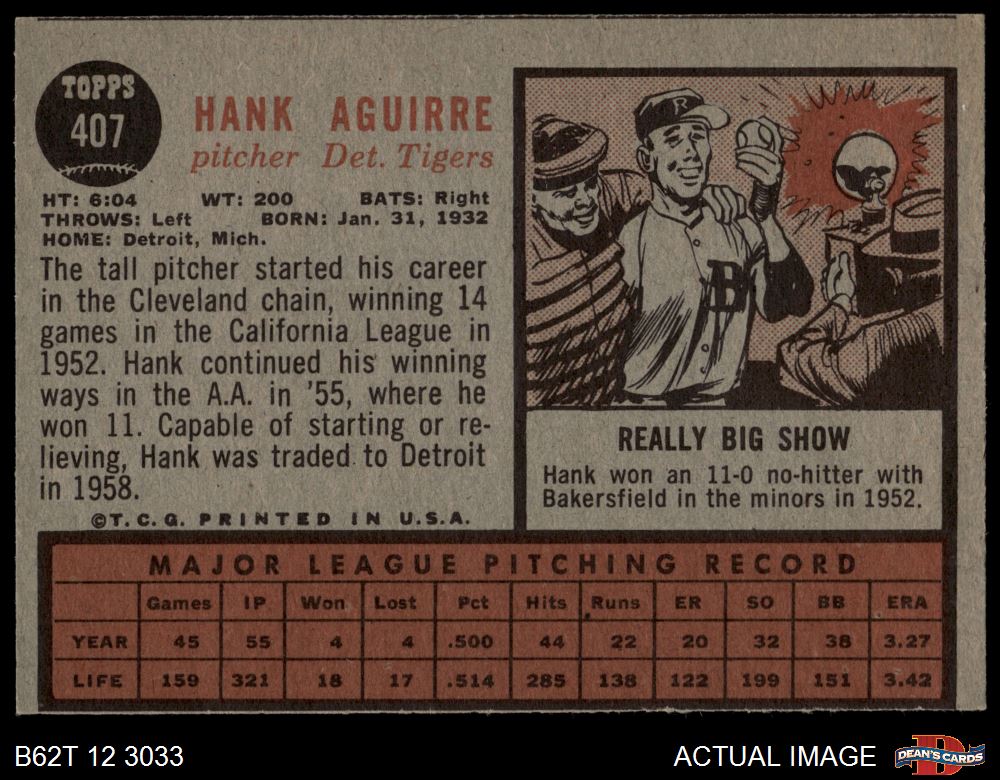 TOPPS
407
HANK AGUIRRE
pitcher Det. Tigers
HT: 6:04 WT: 200 BATS: Right
THROWS: Left BORN: Jan. 31, 1932
HOME: Detroit, Mich.
The tall pitcher started his career
in the Cleveland chain, winning 14
games in the California League in
1952. Hank continued his winning
ways in the A.A. in '55, where he
won 11. Capable of starting or re-
lieving, Hank was traded to Detroit
in 1958.
©T.C.G. PRINTED IN U.S.A.
R
B
REALLY BIG SHOW
Hank won an 11-0 no-hitter with
Bakersfield in the minors in 1952.
MAJOR LEAGUE PITCHING RECORD
Games IP Won Lost Pct Hits Runs ER SO BB ERA
YEAR 45 55 4 4 .500 44 22 20 32 38 3.27
LIFE 159 321 18 17 .514 285 138 122 199 151 3.42
B62T 12 3033
ACTUAL IMAGE
D
DEAN'S CARDS